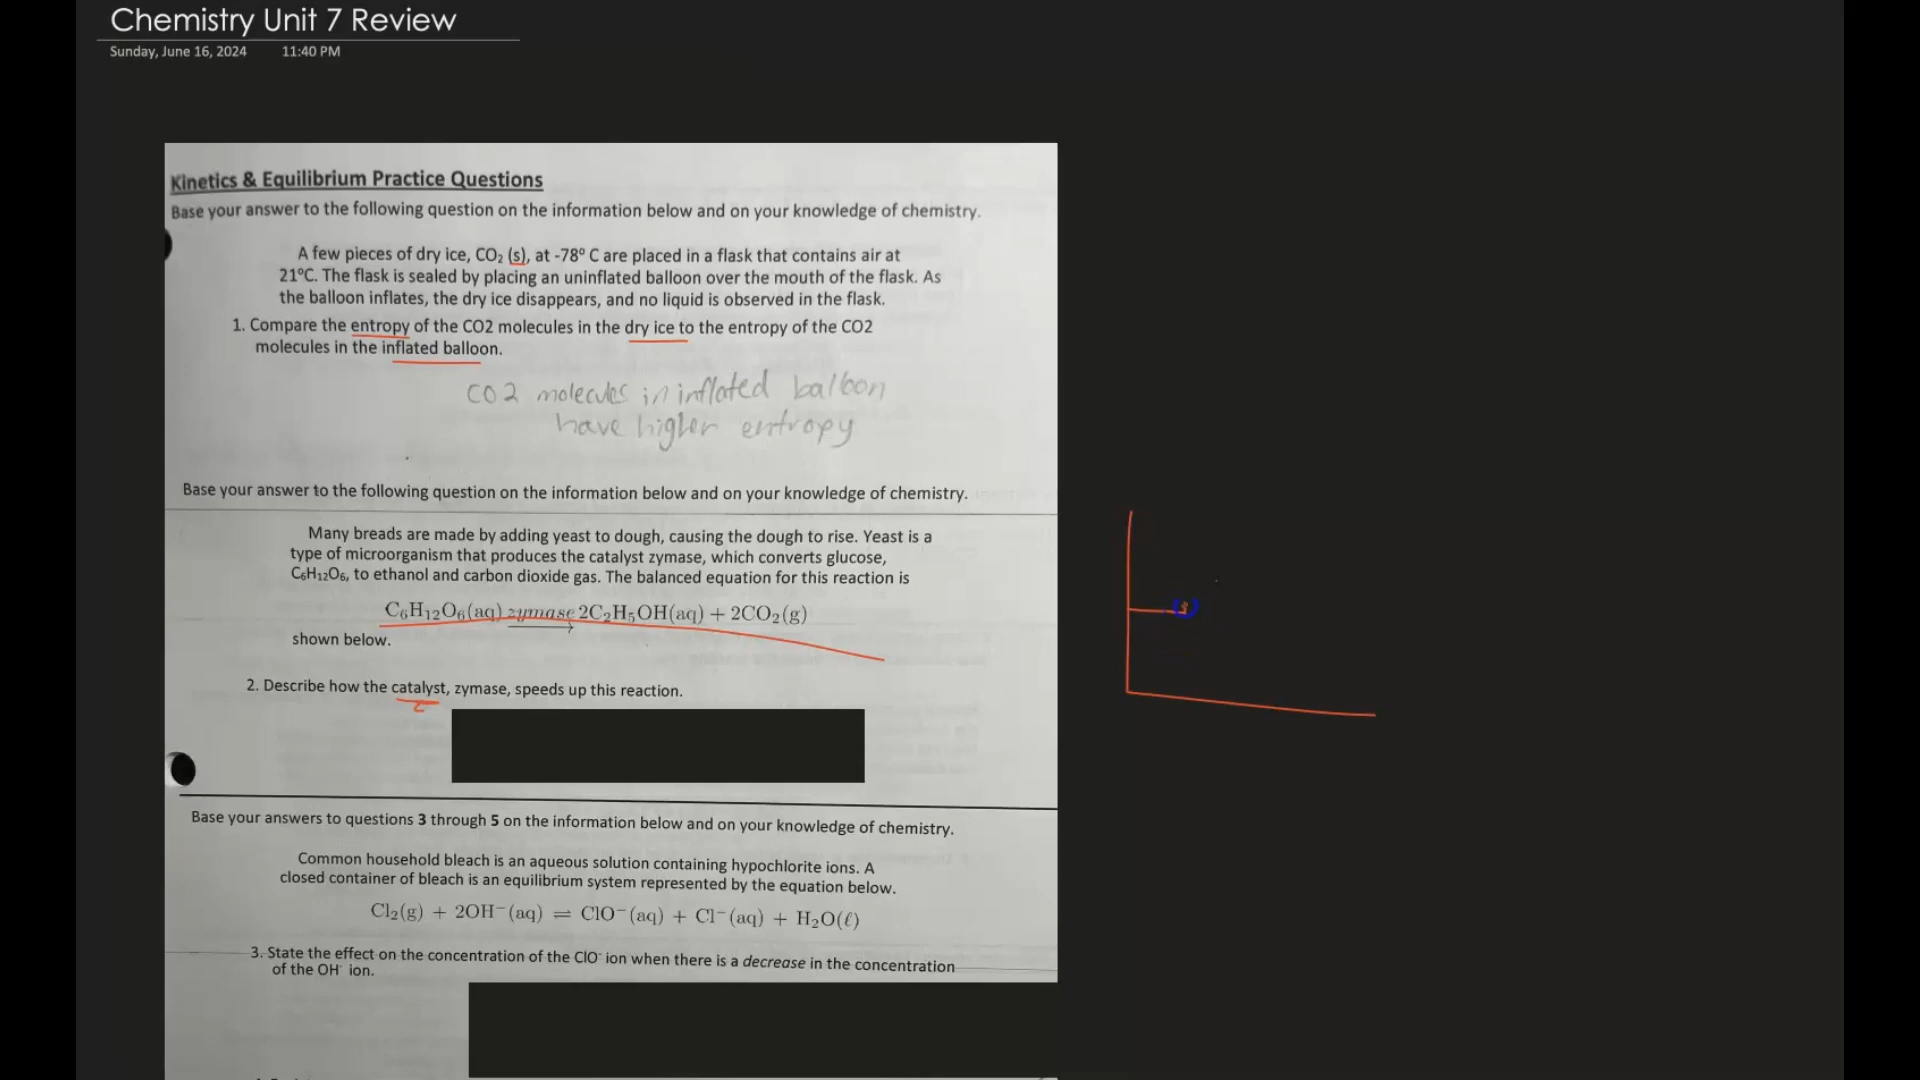 Chemistry Unit 7 Review
Sunday, June 16, 2024 11:40 PM
Kinetics & Equilibrium Practice Questions
Base your answer to the following question on the information below and on your knowledge of chemistry.
A few pieces of dry ice, CO₂ (s), at -78⁰ C are placed in a flask that contains air at
21⁰C. The flask is sealed by placing an uninflated balloon over the mouth of the flask. As
the balloon inflates, the dry ice disappears, and no liquid is observed in the flask.
1. Compare the entropy of the CO2 molecules in the dry ice to the entropy of the CO2
molecules in the inflated balloon.
CO2 molecules in inflated balloon
have higher entropy
Base your answer to the following question on the information below and on your knowledge of chemistry.
Many breads are made by adding yeast to dough, causing the dough to rise. Yeast is a
type of microorganism that produces the catalyst zymase, which converts glucose,
C₆H₁₂O₆, to ethanol and carbon dioxide gas. The balanced equation for this reaction is
C₆H₁₂O₆(aq) zymase→ 2C₂H₅OH(aq) + 2CO₂(g)
shown below.
2. Describe how the catalyst, zymase, speeds up this reaction.
Base your answers to questions 3 through 5 on the information below and on your knowledge of chemistry.
Common household bleach is an aqueous solution containing hypochlorite ions. A
closed container of bleach is an equilibrium system represented by the equation below.
Cl₂(g) + 2OH⁻(aq) ⇌ ClO⁻(aq) + Cl⁻(aq) + H₂O(ℓ)
3. State the effect on the concentration of the ClO⁻ ion when there is a decrease in the concentration
of the OH⁻ ion.